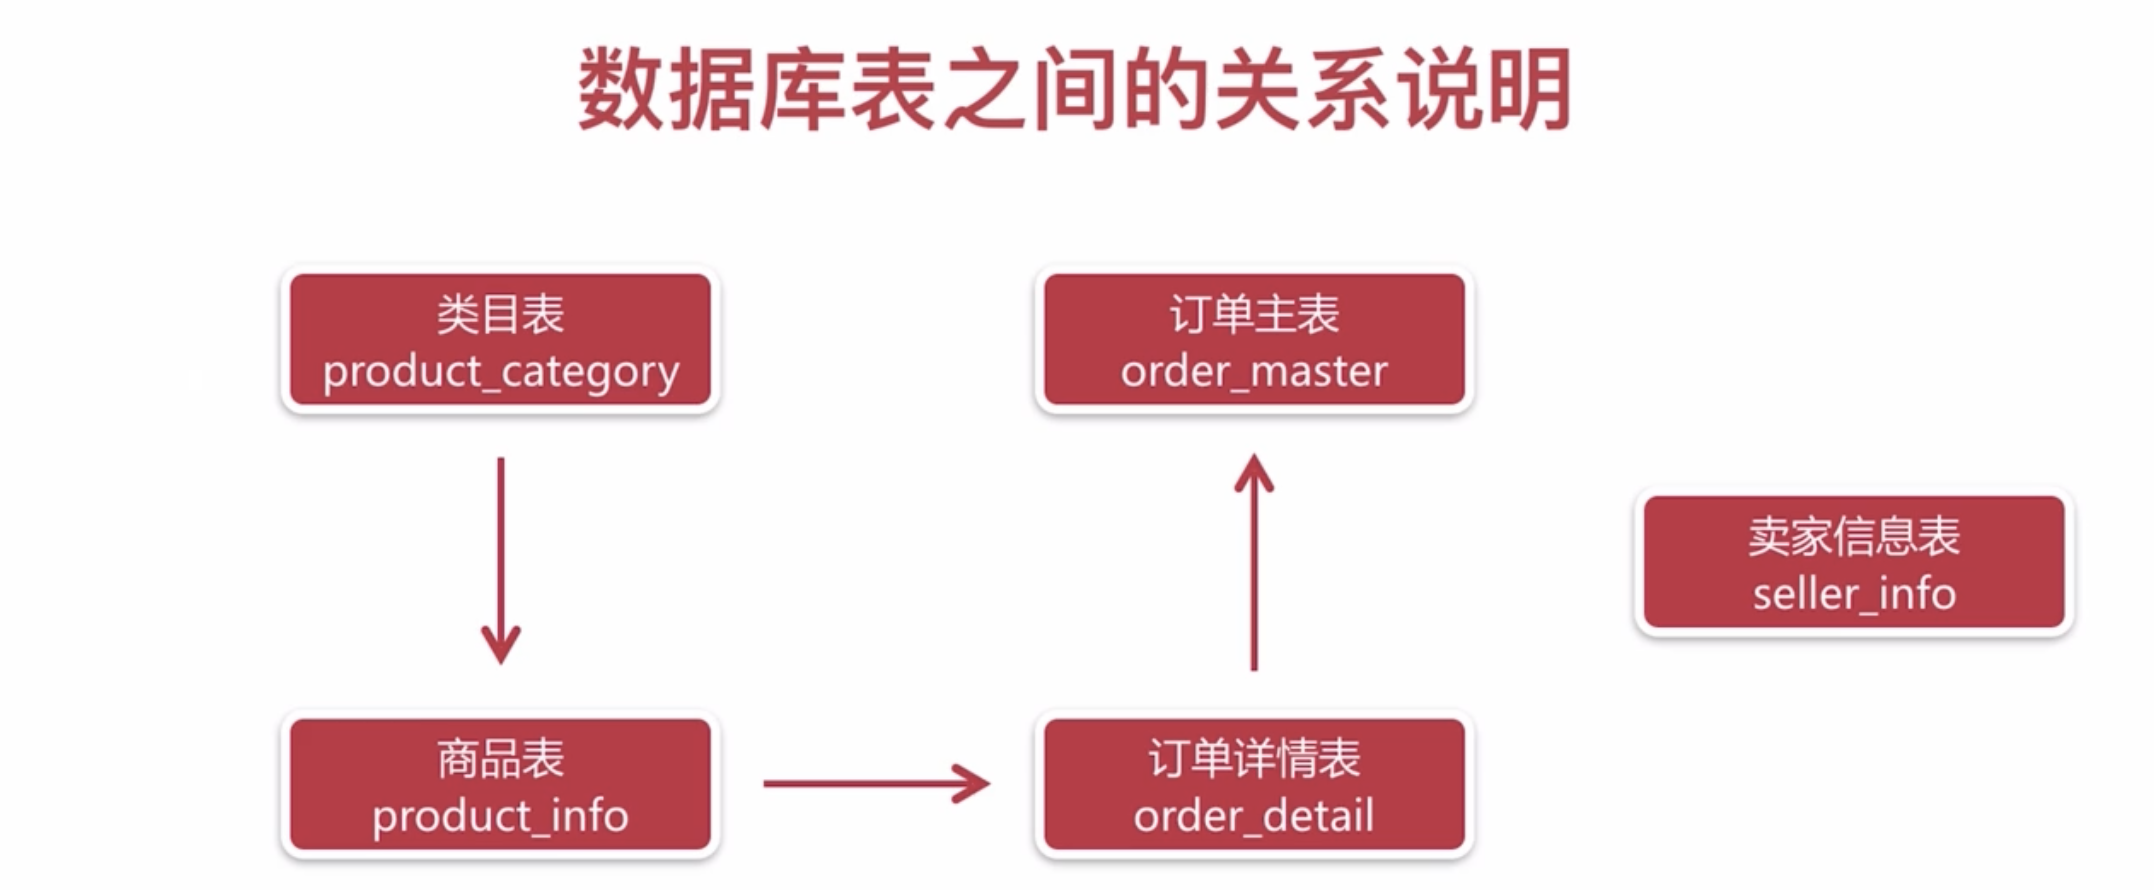 数据库表之间的关系说明
类目表
product_category
订单主表
order_master
卖家信息表
seller_info
商品表
product_info
订单详情表
order_detail